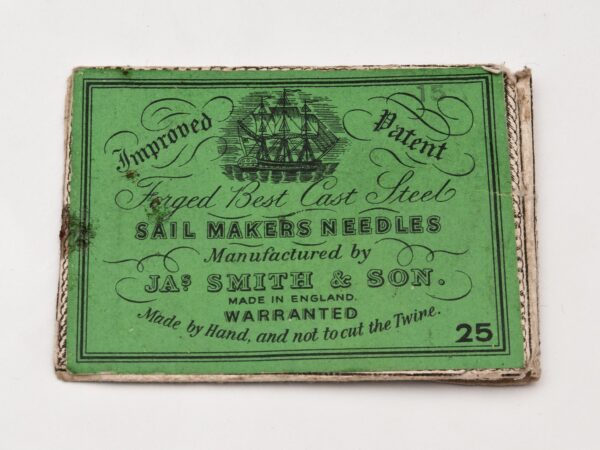 15
Improved Patent
Forged Best Cast Steel
SAIL MAKERS NEEDLES
Manufactured by
JAS SMITH & SON.
MADE IN ENGLAND.
WARRANTED
Made by Hand, and not to cut the Twine.
25